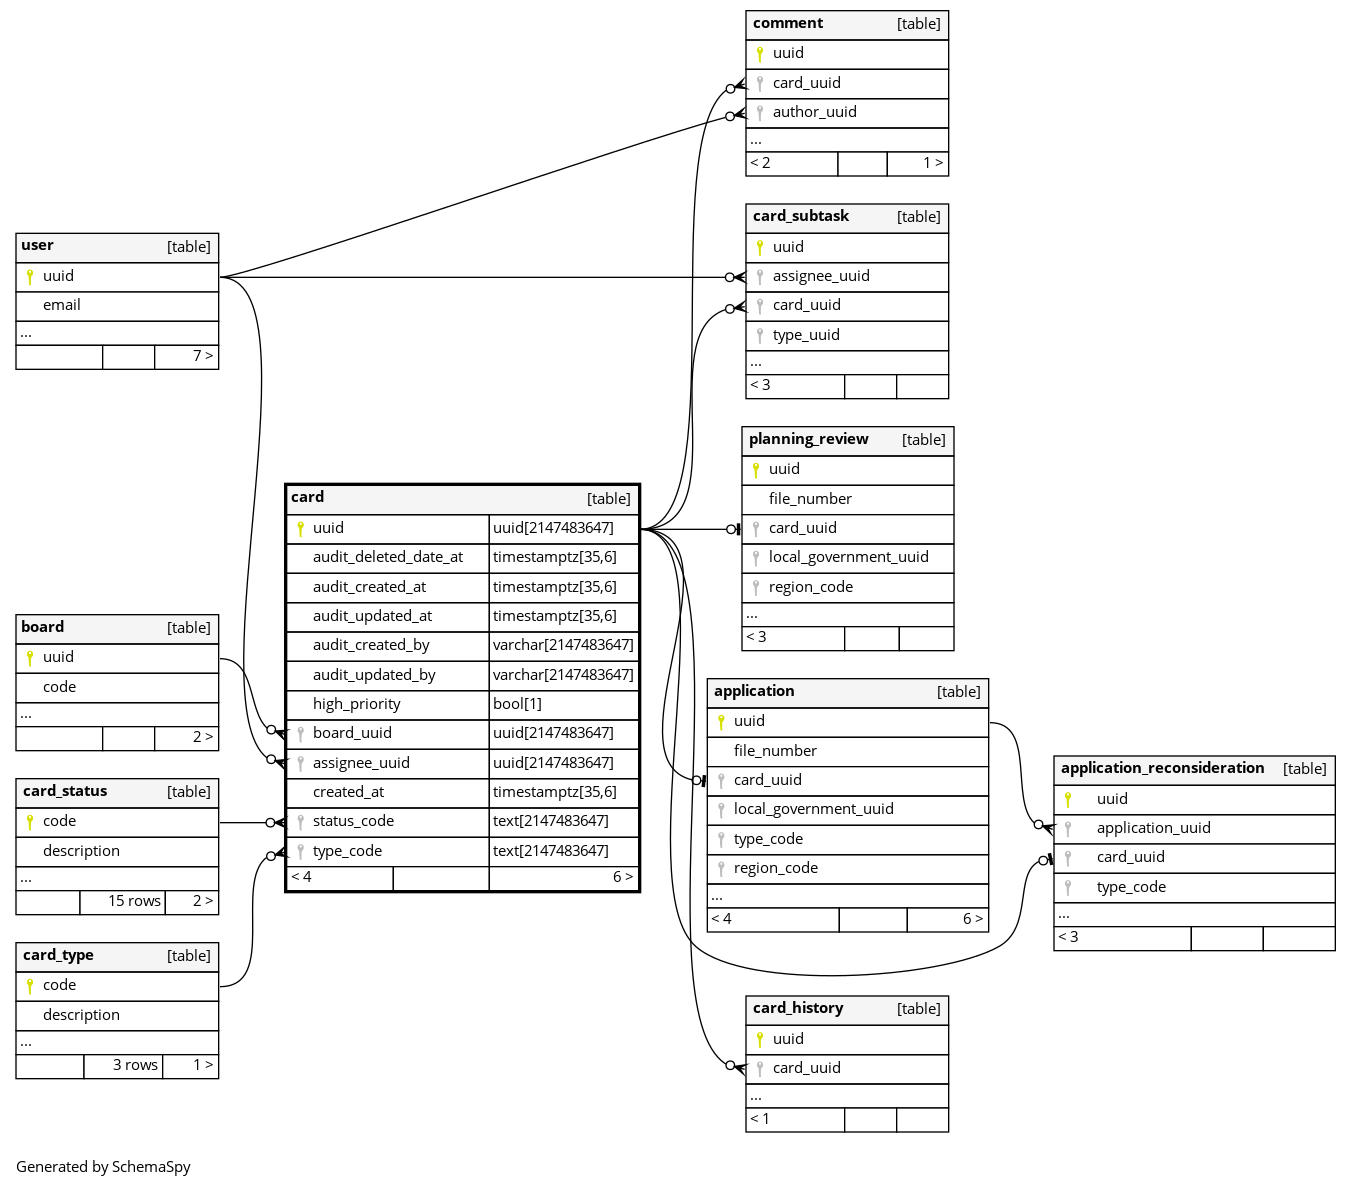 comment [table]
uuid
card_uuid
author_uuid
...
< 2 1 >
card_subtask [table]
uuid
assignee_uuid
card_uuid
type_uuid
...
< 3
user [table]
uuid
email
...
7 >
planning_review [table]
uuid
file_number
card_uuid
local_government_uuid
region_code
...
< 3
card [table]
uuid uuid[2147483647]
audit_deleted_date_at timestamptz[35,6]
audit_created_at timestamptz[35,6]
audit_updated_at timestamptz[35,6]
audit_created_by varchar[2147483647]
audit_updated_by varchar[2147483647]
high_priority bool[1]
board_uuid uuid[2147483647]
assignee_uuid uuid[2147483647]
created_at timestamptz[35,6]
status_code text[2147483647]
type_code text[2147483647]
< 4 6 >
board [table]
uuid
code
...
2 >
application [table]
uuid
file_number
card_uuid
local_government_uuid
type_code
region_code
...
< 4 6 >
application_reconsideration [table]
uuid
application_uuid
card_uuid
type_code
...
< 3
card_status [table]
code
description
...
15 rows 2 >
card_type [table]
code
description
...
3 rows 1 >
card_history [table]
uuid
card_uuid
...
< 1
Generated by SchemaSpy